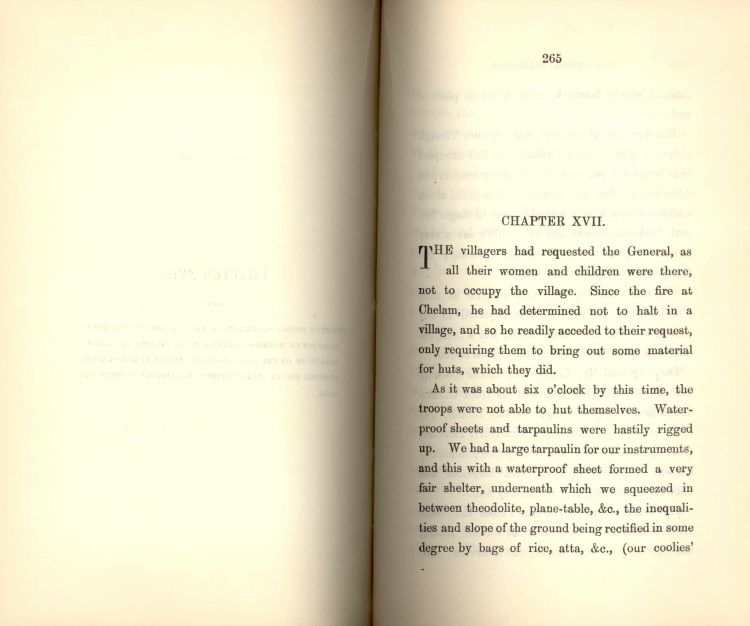 265
CHAPTER XVII.
THE villagers had requested the General, as
all their women and children were there,
not to occupy the village. Since the fire at
Chelam, he had determined not to halt in a
village, and so he readily acceded to their request,
only requiring them to bring out some material
for huts, which they did.
As it was about six o'clock by this time, the
troops were not able to hut themselves. Water-
proof sheets and tarpaulins were hastily rigged
up. We had a large tarpaulin for our instruments,
and this with a waterproof sheet formed a very
fair shelter, underneath which we squeezed in
between theodolite, plane-table, &c., the inequali-
ties and slope of the ground being rectified in some
degree by bags of rice, atta, &c., (our coolies'